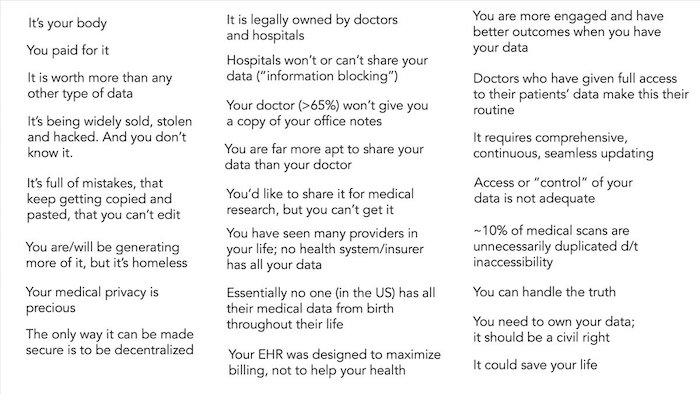 It's your body
You paid for it
It is worth more than any
other type of data
It's being widely sold, stolen
and hacked. And you don't
know it.
It's full of mistakes, that
keep getting copied and
pasted, that you can't edit
You are/will be generating
more of it, but it's homeless
Your medical privacy is
precious
The only way it can be made
secure is to be decentralized
It is legally owned by doctors
and hospitals
Hospitals won't or can't share your
data (“information blocking”)
Your doctor (>65%) won't give you
a copy of your office notes
You are far more apt to share your
data than your doctor
You'd like to share it for medical
research, but you can't get it
You have seen many providers in
your life; no health system/insurer
has all your data
Essentially no one (in the US) has all
their medical data from birth
throughout their life
Your EHR was designed to maximize
billing, not to help your health
You are more engaged and have
better outcomes when you have
your data
Doctors who have given full access
to their patients' data make this their
routine
It requires comprehensive,
continuous, seamless updating
Access or “control” of your
data is not adequate
~10% of medical scans are
unnecessarily duplicated d/t
inaccessibility
You can handle the truth
You need to own your data;
it should be a civil right
It could save your life